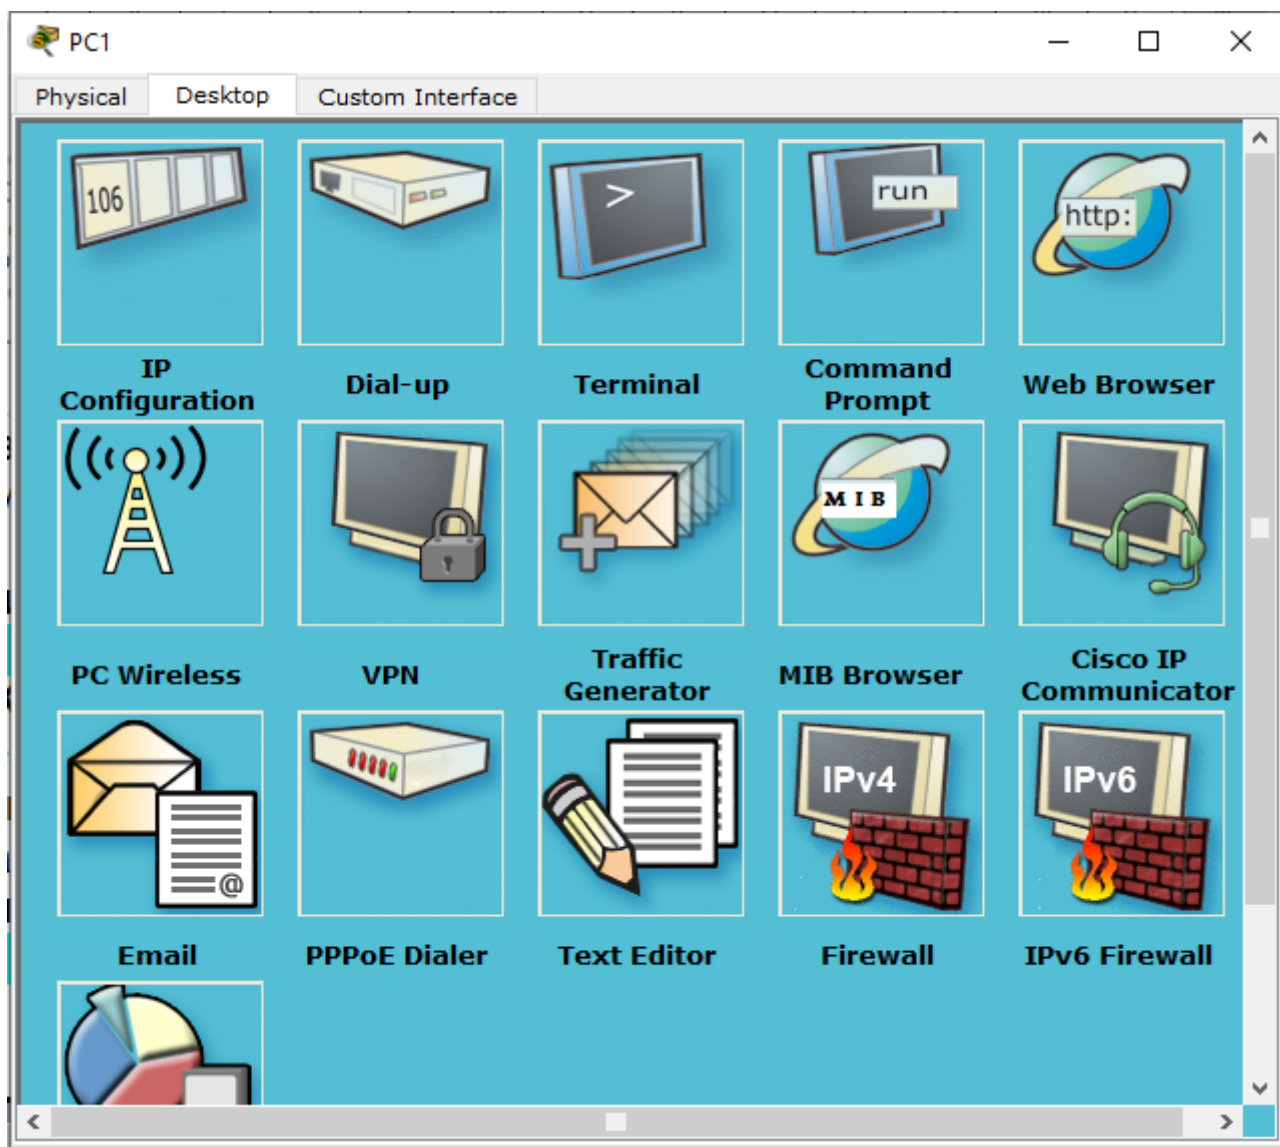 PC1
Physical Desktop Custom Interface
106
>
run
http:
IP
Configuration
Dial-up
Terminal
Command
Prompt
Web Browser
MIB
PC Wireless
VPN
Traffic
Generator
MIB Browser
Cisco IP
Communicator
@
IPv4
IPv6
Email
PPPoE Dialer
Text Editor
Firewall
IPv6 Firewall